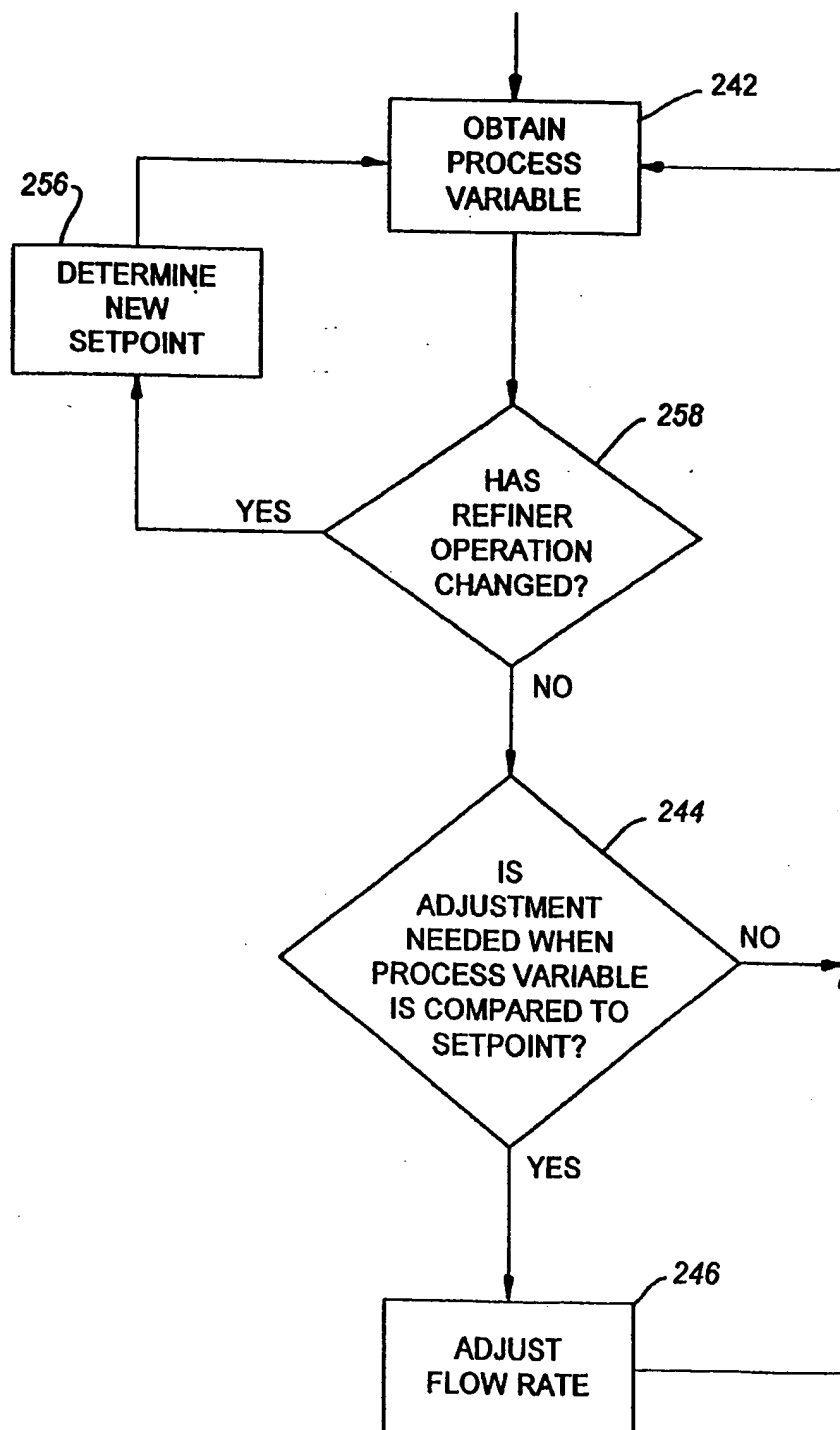 242
OBTAIN
PROCESS
VARIABLE
256
DETERMINE
NEW
SETPOINT
258
HAS
REFINER
OPERATION
CHANGED?
YES
NO
244
IS
ADJUSTMENT
NEEDED WHEN
PROCESS VARIABLE
IS COMPARED TO
SETPOINT?
NO
YES
246
ADJUST
FLOW RATE